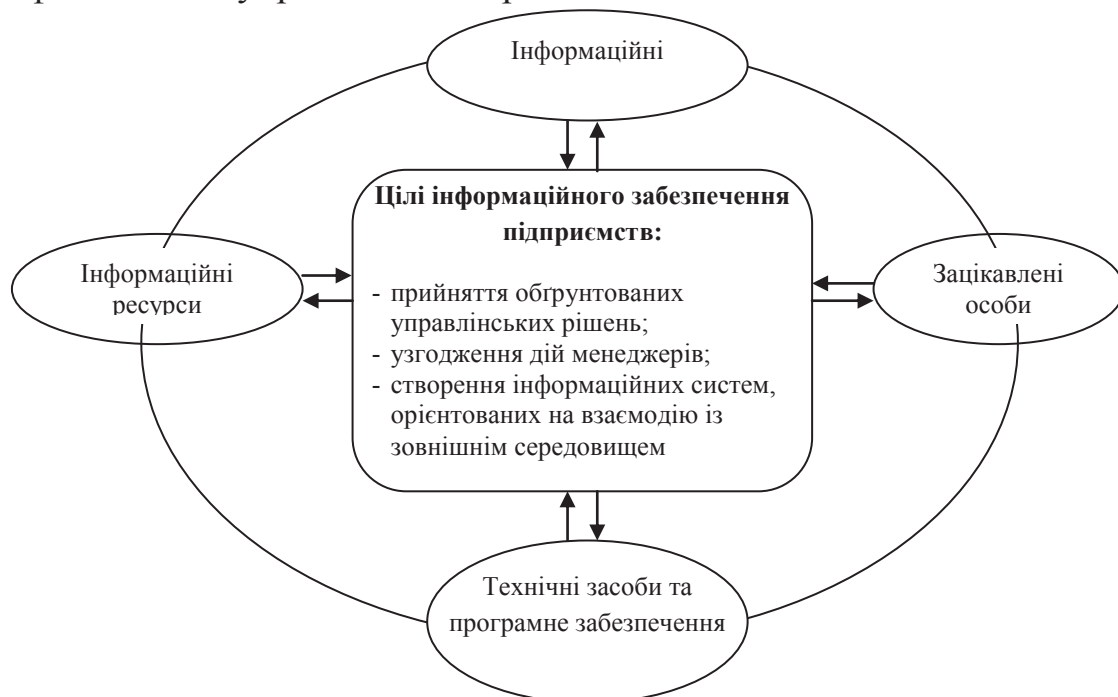 Інформаційні
Цілі інформаційного забезпечення
підприємств:
Інформаційні
ресурси
Зацікавлені
особи
- прийняття обґрунтованих
управлінських рішень;
- узгодження дій менеджерів;
- створення інформаційних систем,
орієнтованих на взаємодію із
зовнішнім середовищем
Технічні засоби та
програмне забезпечення